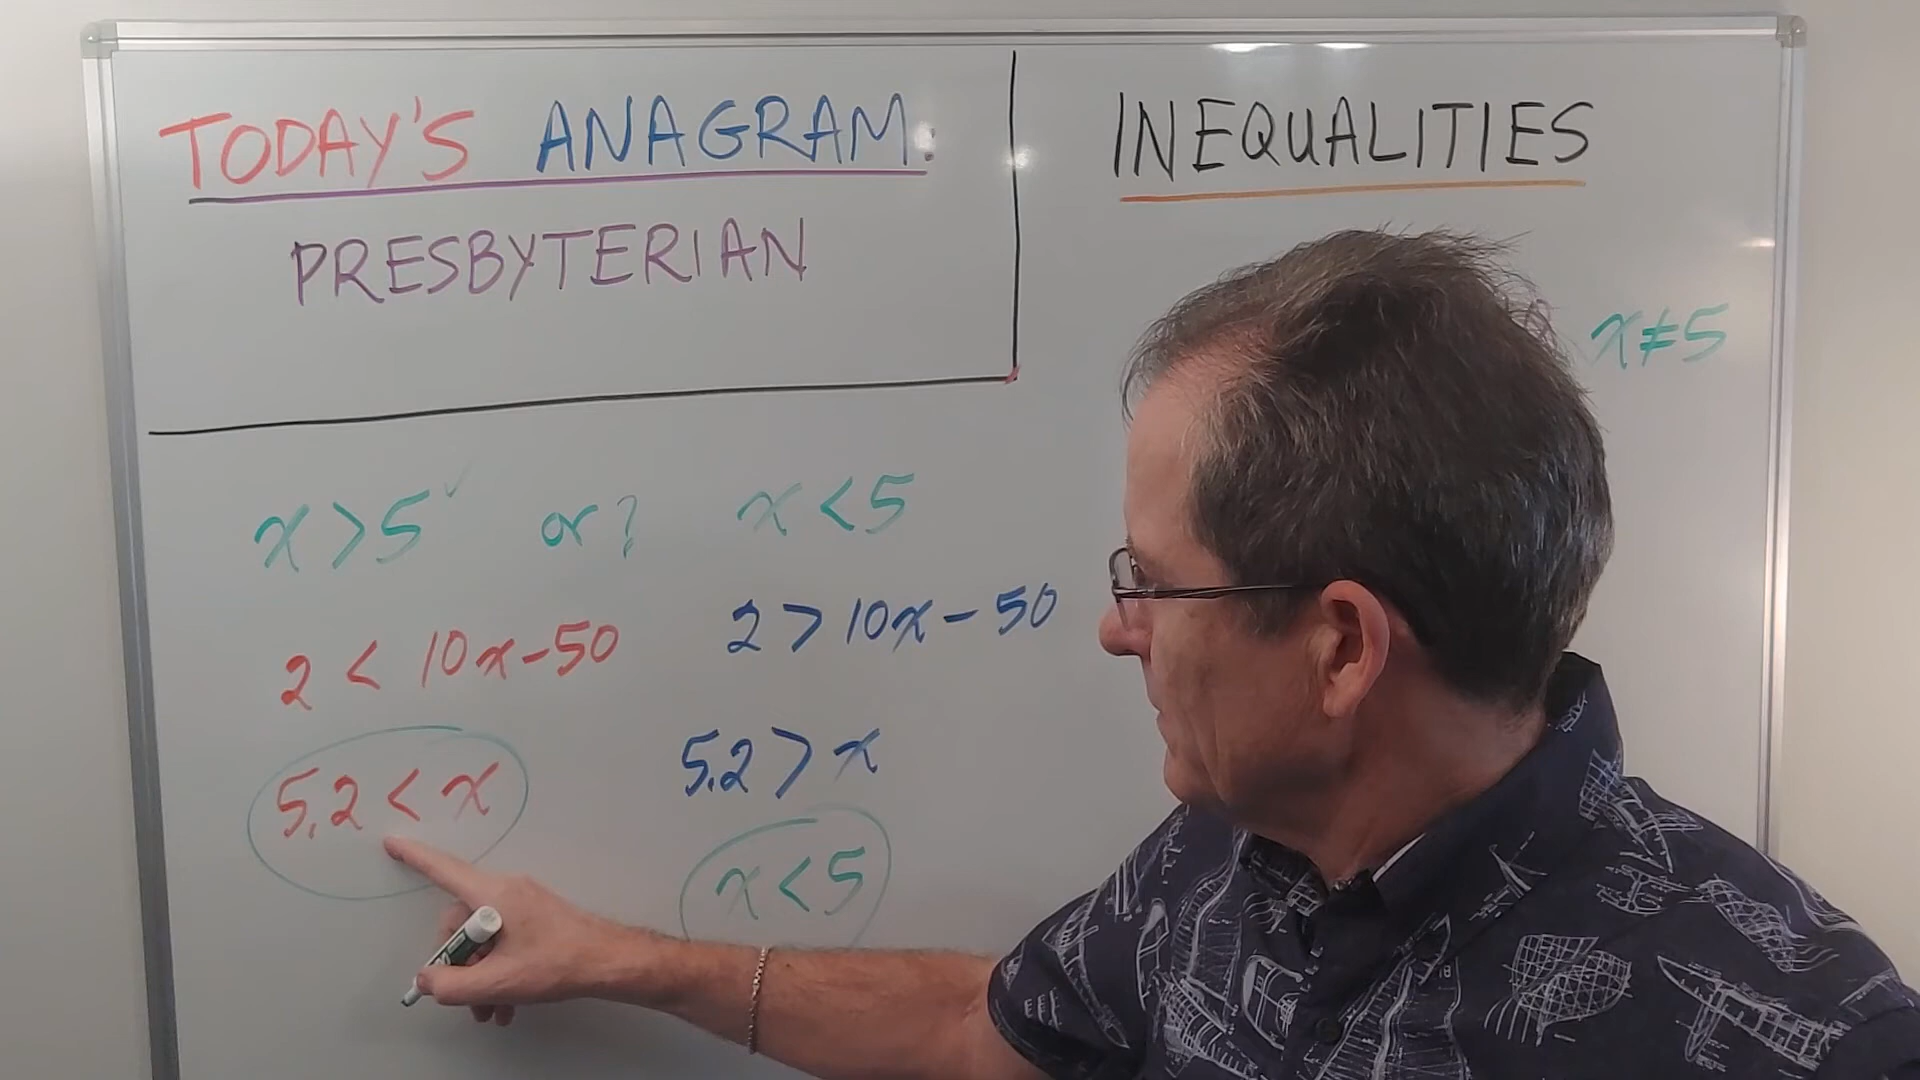 TODAY'S ANAGRAM:
PRESBYTERIAN
INEQUALITIES
x≠5
x>5 or? x<5
2 < 10x-50
2 > 10x-50
5.2 < x
5.2 > x
x<5